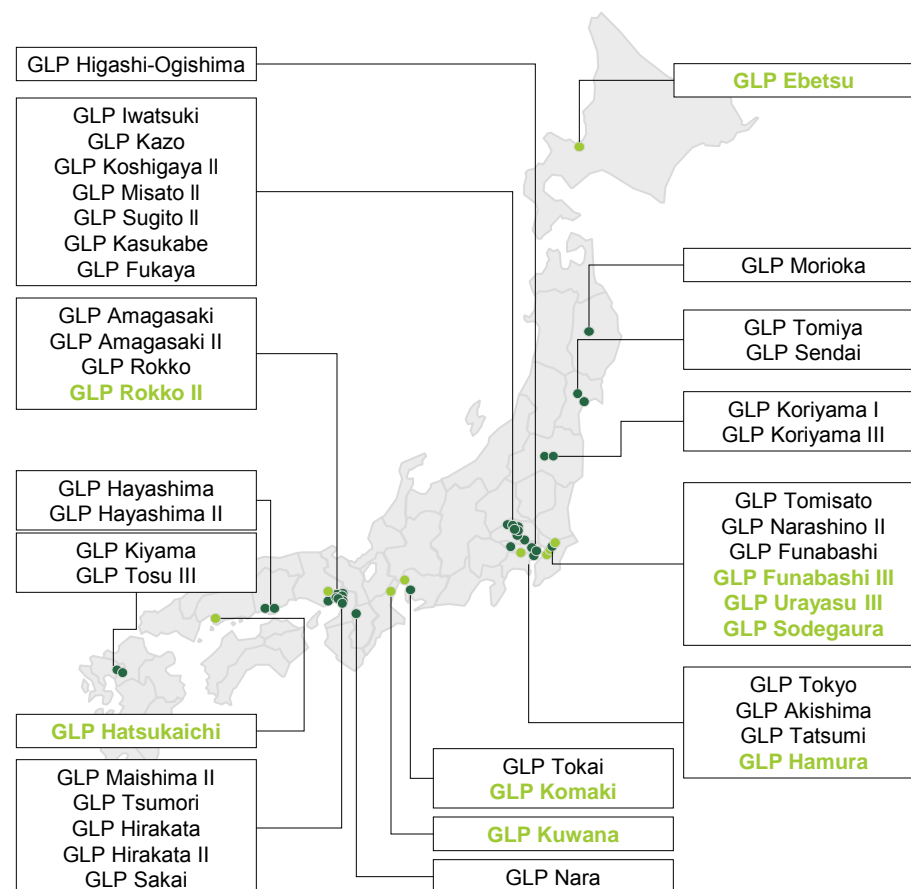 GLP Higashi-Ogishima
GLP Iwatsuki
GLP Kazo
GLP Koshigaya ll
GLP Misato ll
GLP Sugito ll
GLP Kasukabe
GLP Fukaya
GLP Amagasaki
GLP Amagasaki II
GLP Rokko
GLP Rokko II
GLP Hayashima
GLP Hayashima II
GLP Kiyama
GLP Tosu III
GLP Hatsukaichi
GLP Maishima II
GLP Tsumori
GLP Hirakata
GLP Hirakata II
GLP Sakai
GLP Ebetsu
GLP Morioka
GLP Tomiya
GLP Sendai
GLP Koriyama I
GLP Koriyama III
GLP Tomisato
GLP Narashino II
GLP Funabashi
GLP Funabashi III
GLP Urayasu III
GLP Sodegaura
GLP Tokyo
GLP Akishima
GLP Tatsumi
GLP Hamura
GLP Tokai
GLP Komaki
GLP Kuwana
GLP Nara